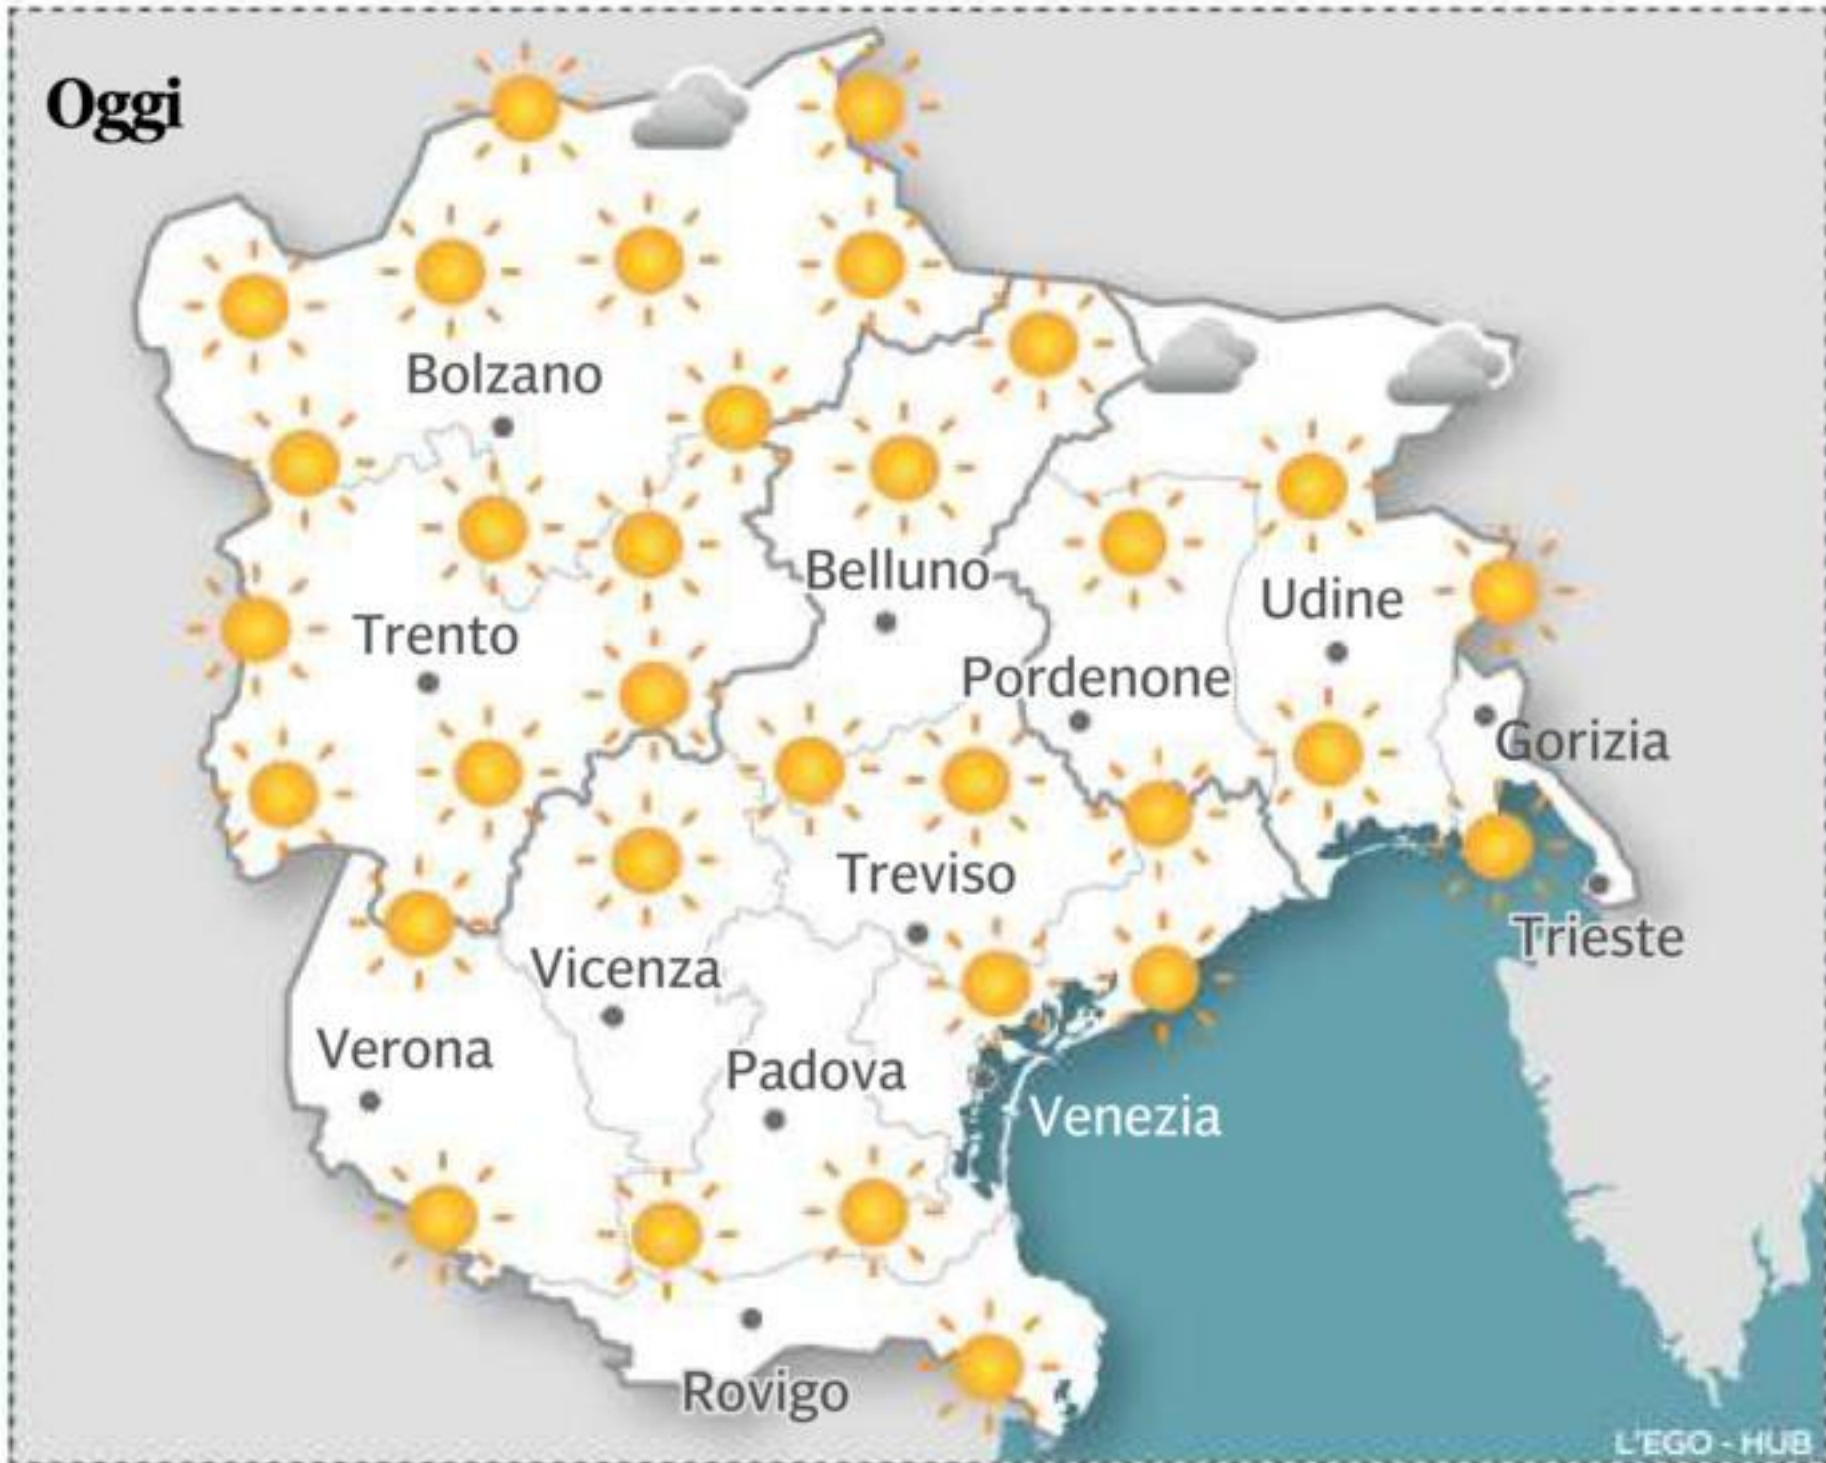 Oggi
Bolzano
Belluno
Udine
Trento
Pordenone
Gorizia
Treviso
Trieste
Vicenza
Verona
Padova
Venezia
Rovigo
L'EGO - HUB